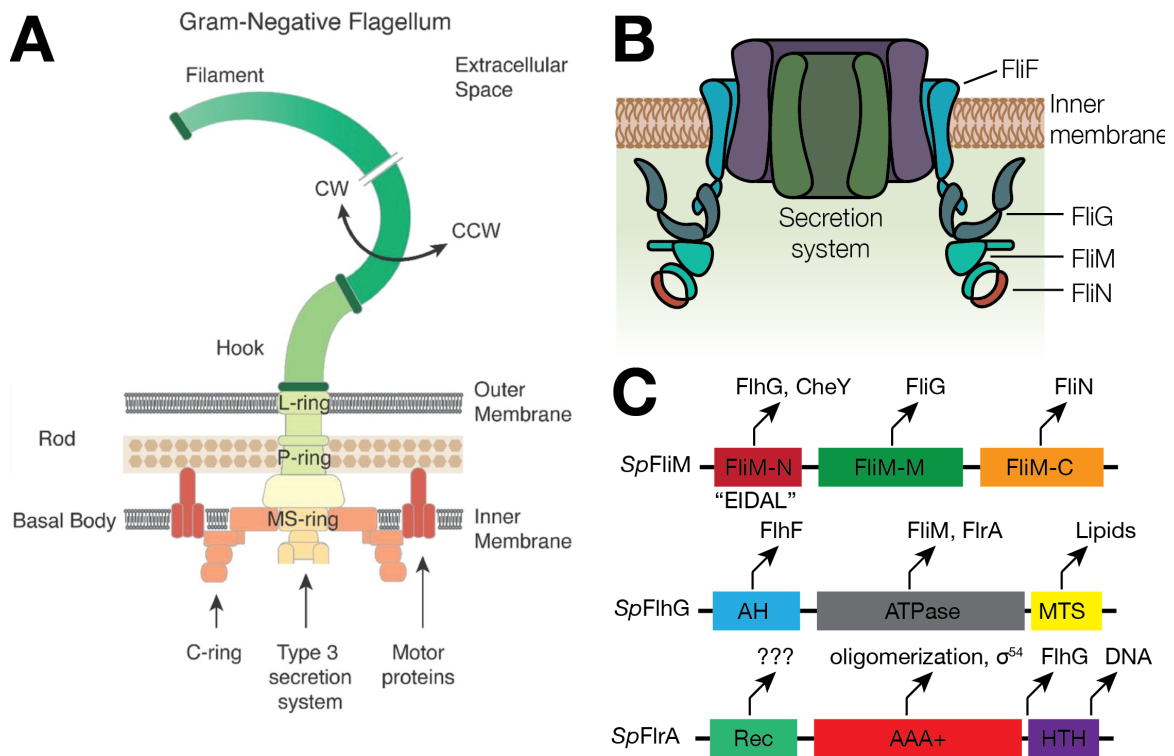 A
Gram-Negative Flagellum
Filament
Extracellular
Space
CW
CCW
Hook
L-ring
Outer
Membrane
Rod
P-ring
Basal Body
MS-ring
Inner
Membrane
C-ring
Type 3
secretion
system
Motor
proteins
B
FliF
Inner
membrane
Secretion
system
FliG
FliM
FliN
C
FlhG, CheY
FliG
FliN
SpFliM
FliM-N
FliM-M
FliM-C
“EIDAL”
FlhF
FliM, FlrA
Lipids
SpFlhG
AH
ATPase
MTS
???
oligomerization, σ⁵⁴
FlhG
DNA
SpFlrA
Rec
AAA+
HTH